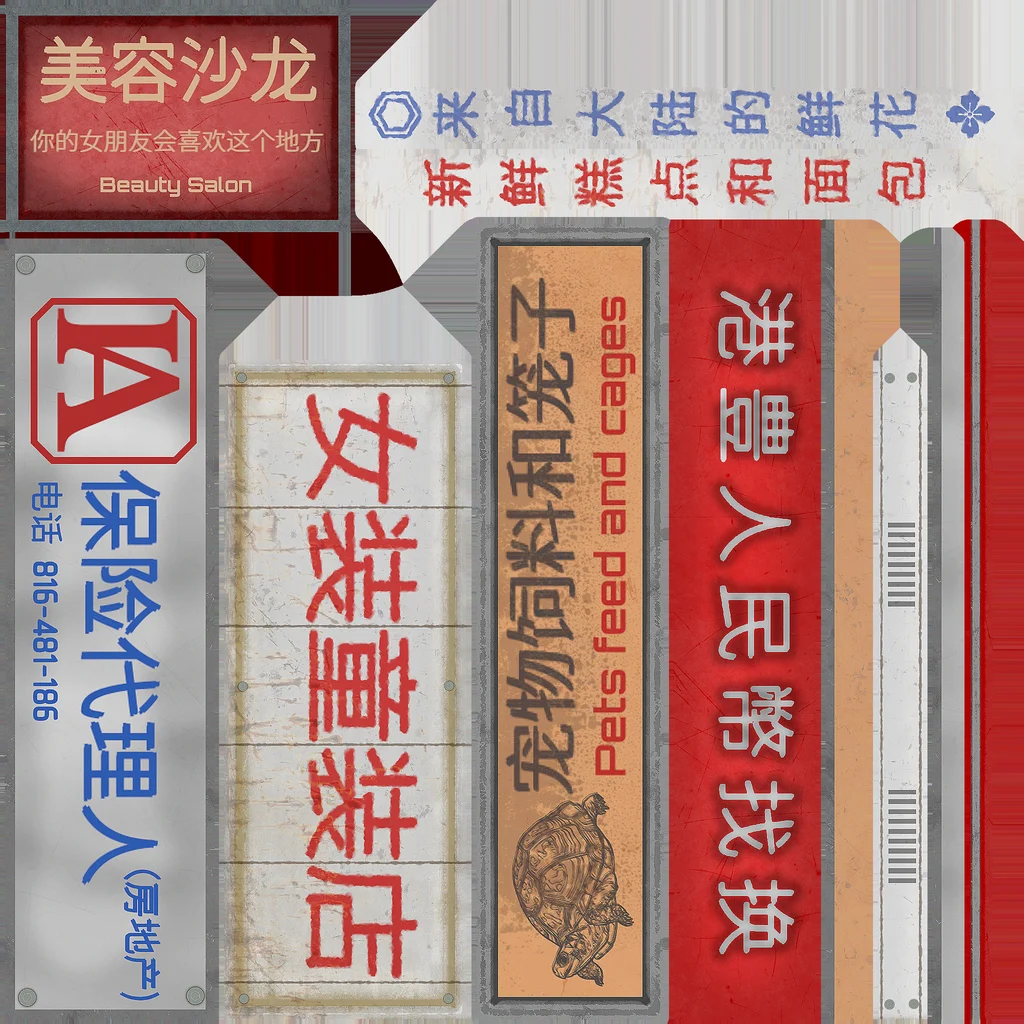 美容沙龙
你的女朋友会喜欢这个地方
Beauty Salon
来自大陆的鲜花
新鲜糕点和面包
IA
保险代理人(房地产)
电话 816-481-186
女装童装店
宠物饲料和笼子
Pets feed and cages
港豐人民幣找换